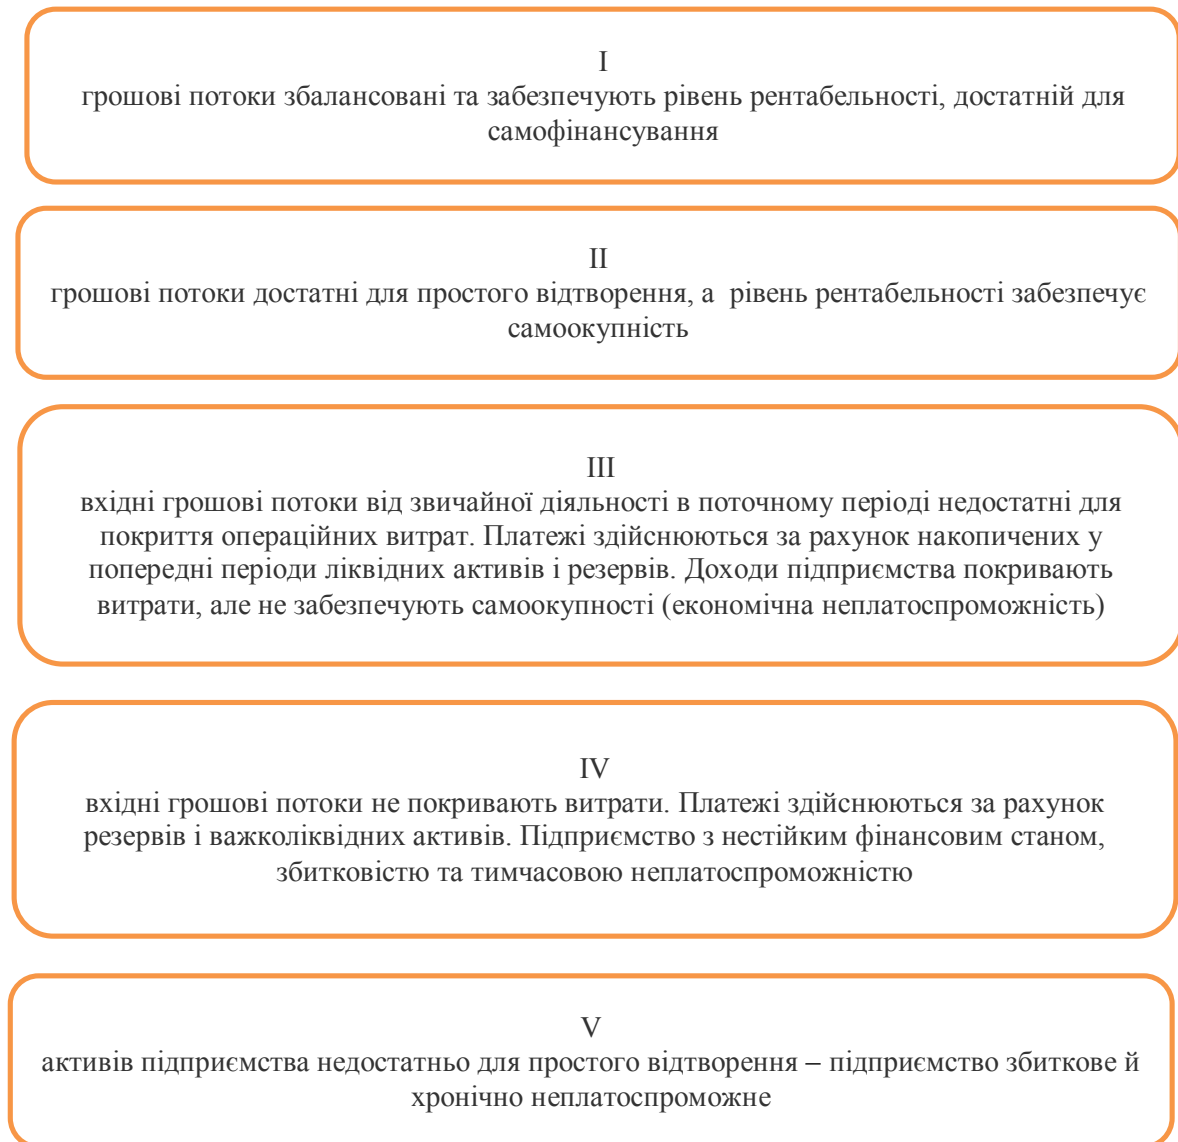 I
грошові потоки збалансовані та забезпечують рівень рентабельності, достатній для
самофінансування
II
грошові потоки достатні для простого відтворення, а рівень рентабельності забезпечує
самоокупність
III
вхідні грошові потоки від звичайної діяльності в поточному періоді недостатні для
покриття операційних витрат. Платежі здійснюються за рахунок накопичених у
попередні періоди ліквідних активів і резервів. Доходи підприємства покривають
витрати, але не забезпечують самоокупності (економічна неплатоспроможність)
IV
вхідні грошові потоки не покривають витрати. Платежі здійснюються за рахунок
резервів і важколіквідних активів. Підприємство з нестійким фінансовим станом,
збитковістю та тимчасовою неплатоспроможністю
V
активів підприємства недостатньо для простого відтворення – підприємство збиткове й
хронічно неплатоспроможне